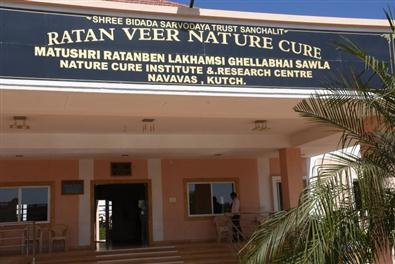 ~SHREE BIDADA SARVODAYA TRUST SANCHALIT~
RATAN VEER NATURE CURE
MATUSHRI RATANBEN LAKHAMSI GHELLABHAI SAWLA
NATURE CURE INSTITUTE &.RESEARCH CENTRE
NAVAVAS , KUTCH.